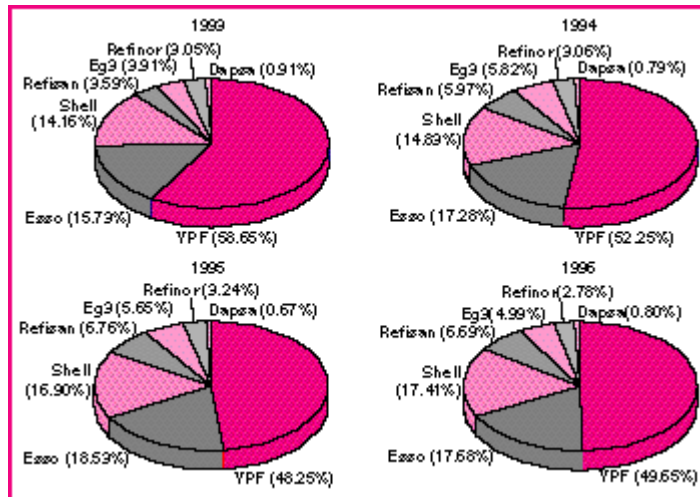 1993
Refinor (3.05%)
Eg3 (3.91%)
Dapsa (0.91%)
Refisan (3.59%)
Shell
(14.16%)
Esso (15.73%)
YPF (58.65%)
1994
Refinor (3.06%)
Eg3 (5.82%)
Dapsa (0.79%)
Refisan (5.97%)
Shell
(14.83%)
Esso (17.28%)
YPF (52.25%)
1995
Refinor (3.24%)
Eg3 (5.65%)
Dapsa (0.67%)
Refisan (6.76%)
Shell
(16.90%)
Esso (18.53%)
YPF (48.25%)
1996
Refinor (2.78%)
Eg3 (4.99%)
Dapsa (0.80%)
Refisan (6.69%)
Shell
(17.41%)
Esso (17.68%)
YPF (49.65%)